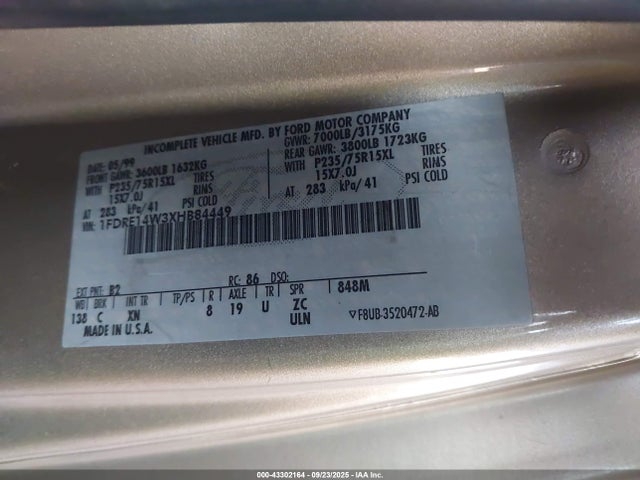 INCOMPLETE VEHICLE MFD. BY FORD MOTOR COMPANY
DATE: 05/99 GVWR: 7000LB/3175KG
FRONT GAWR: 3600LB 1632KG REAR GAWR: 3800LB 1723KG
WITH P235/75R15XL TIRES WITH P235/75R15XL TIRES
15X7.0J RINS 15X7.0J RINS
AT 283 kPa/41 PSI COLD AT 283 kPa/41 PSI COLD
VIN: 1FDRE14W3XHB84449
EXT PNT: B2 RC: 86 DSO:
WB BRK INT TR TP/PS R AXLE TR SPR 848M
138 C XN 8 19 U ZC
MADE IN U.S.A. ULN ▽F8UB-3520472-AB
000-43302164 | 09/23/2025 | IAA Inc.